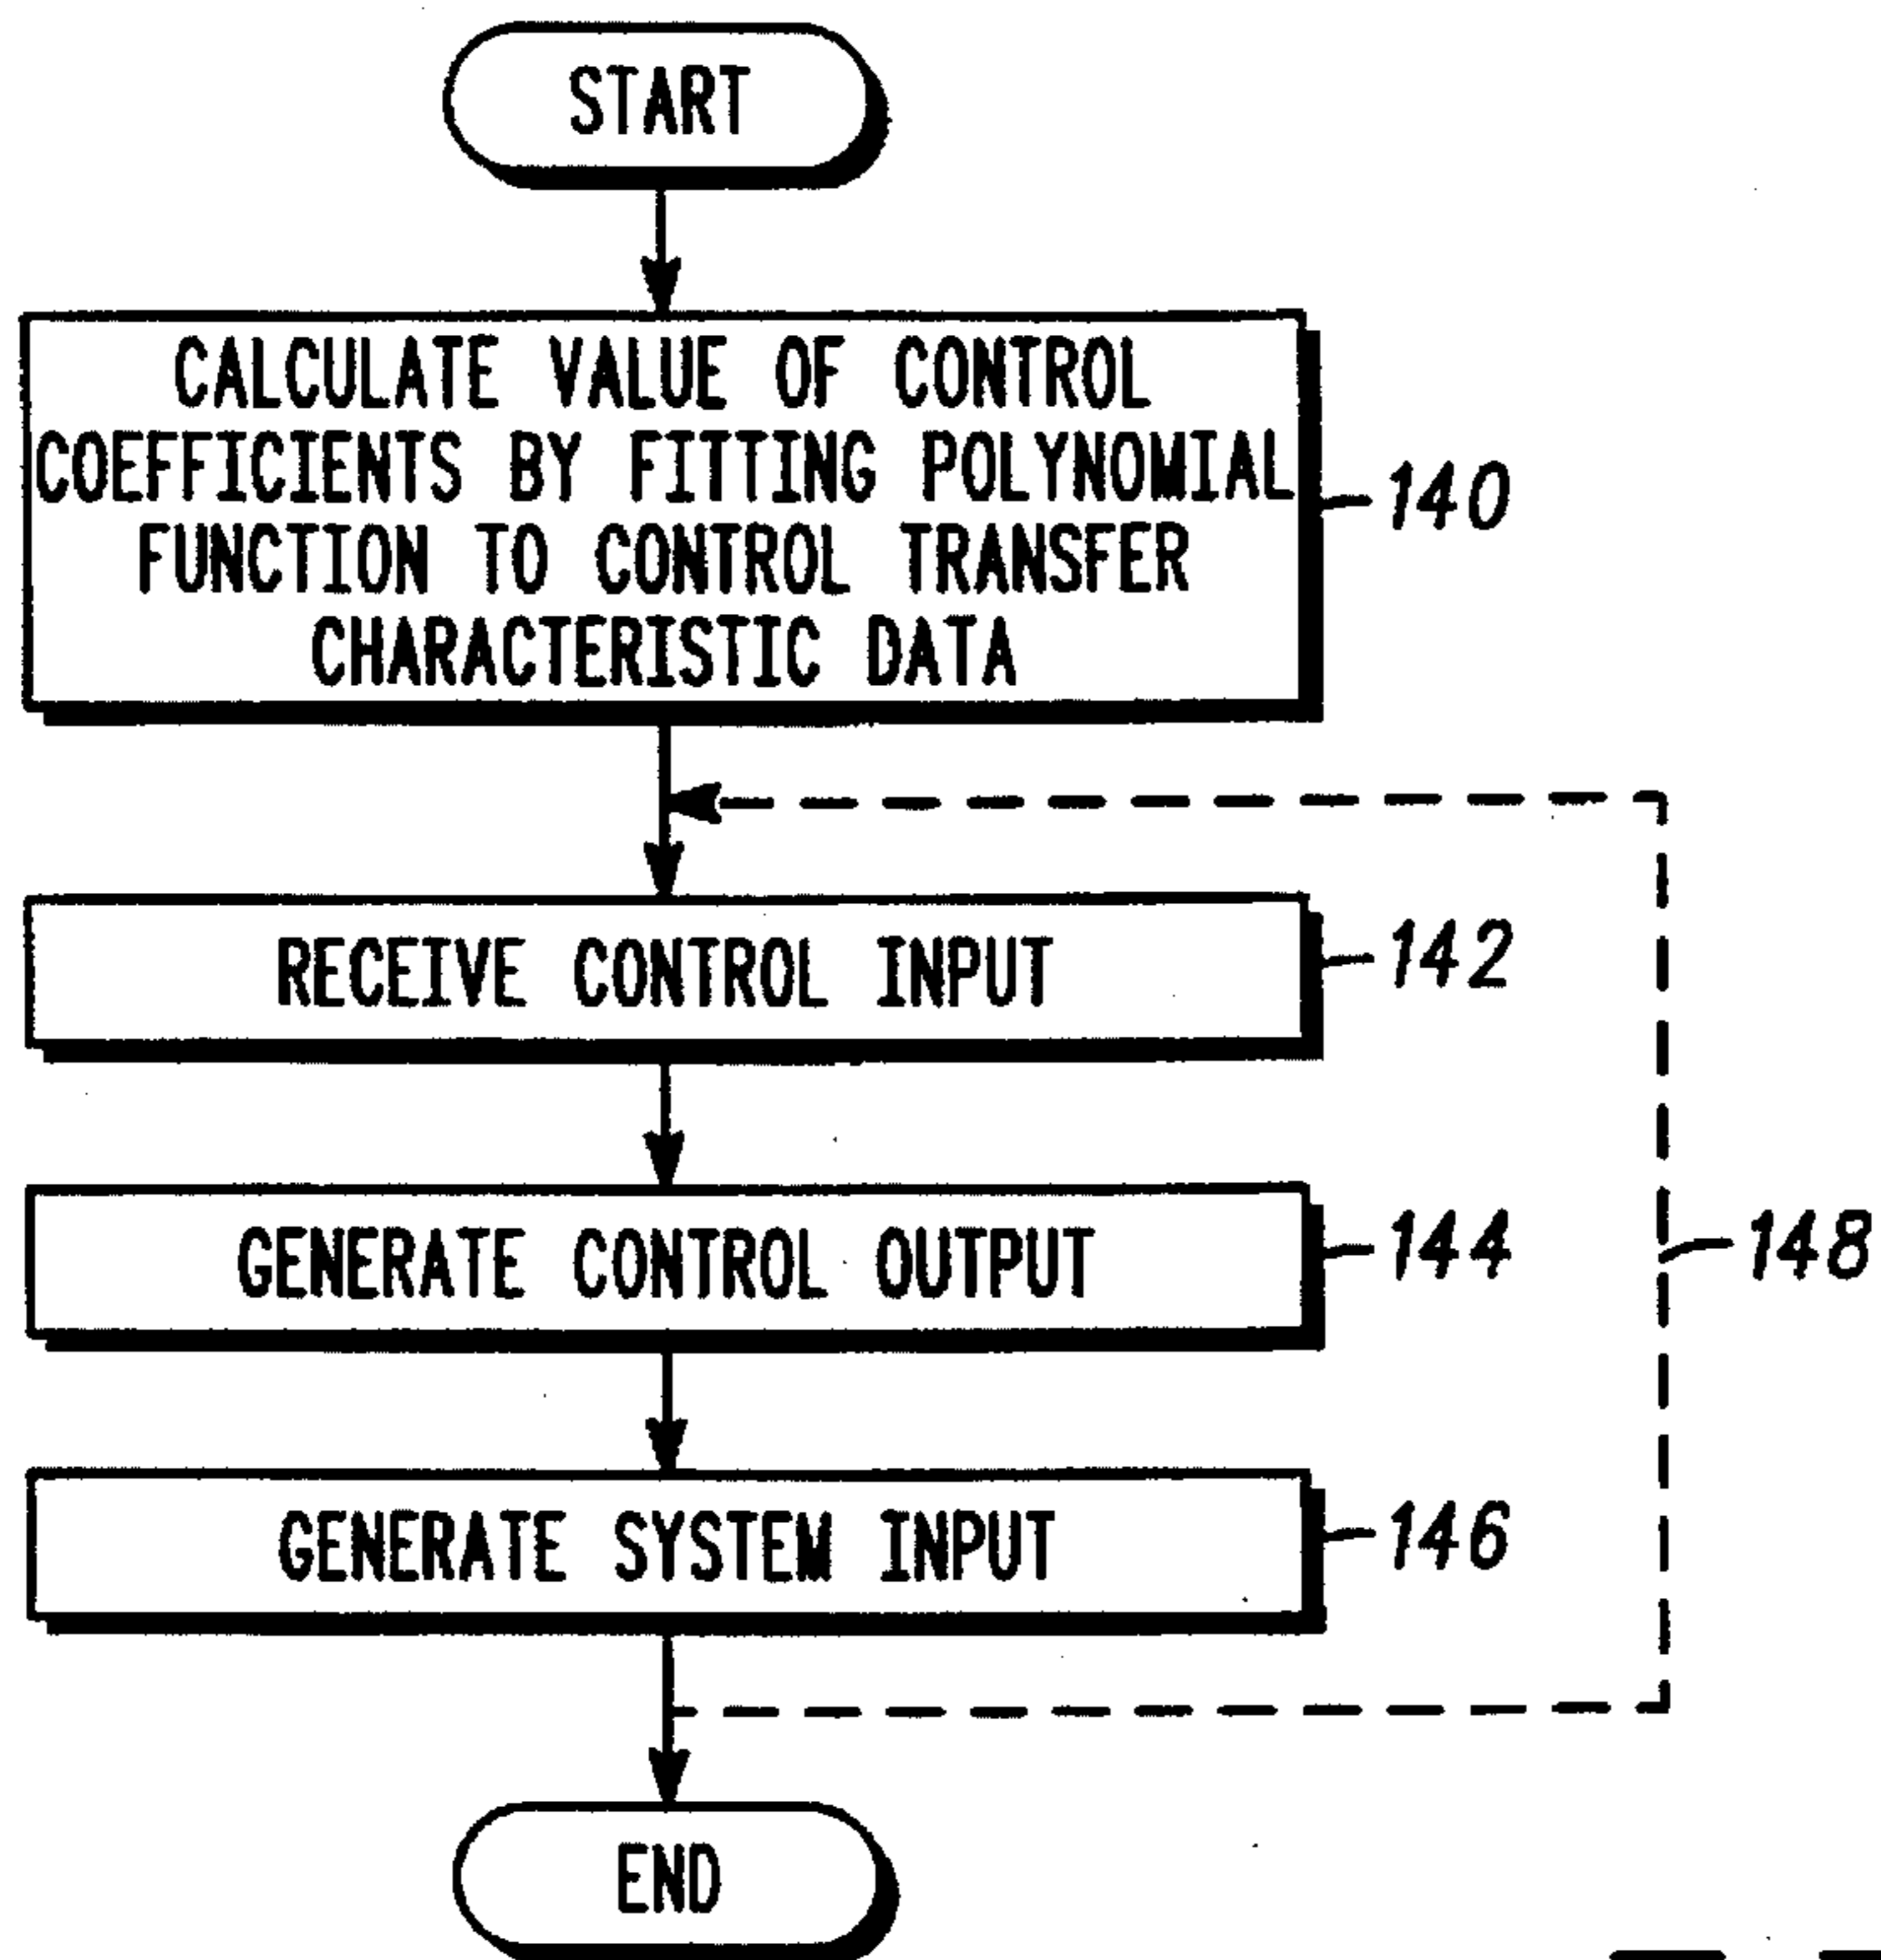 START
CALCULATE VALUE OF CONTROL
COEFFICIENTS BY FITTING POLYNOMIAL
FUNCTION TO CONTROL TRANSFER
CHARACTERISTIC DATA
140
RECEIVE CONTROL INPUT
142
GENERATE CONTROL OUTPUT
144
148
GENERATE SYSTEM INPUT
146
END